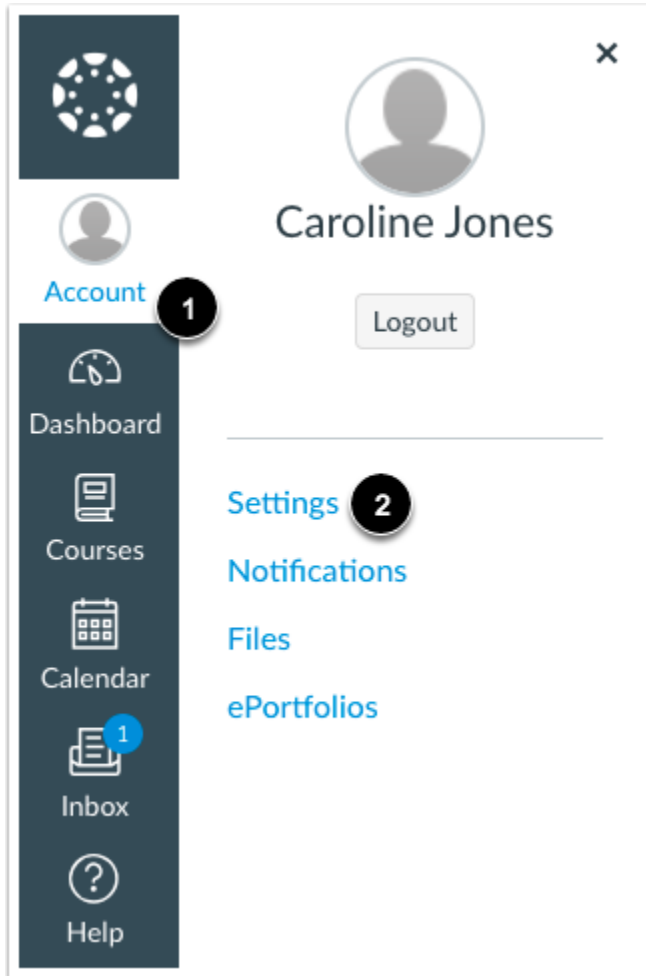 ×
Caroline Jones
Logout
Account
1
Dashboard
Courses
Calendar
1
Inbox
?
Help
Settings 2
Notifications
Files
ePortfolios